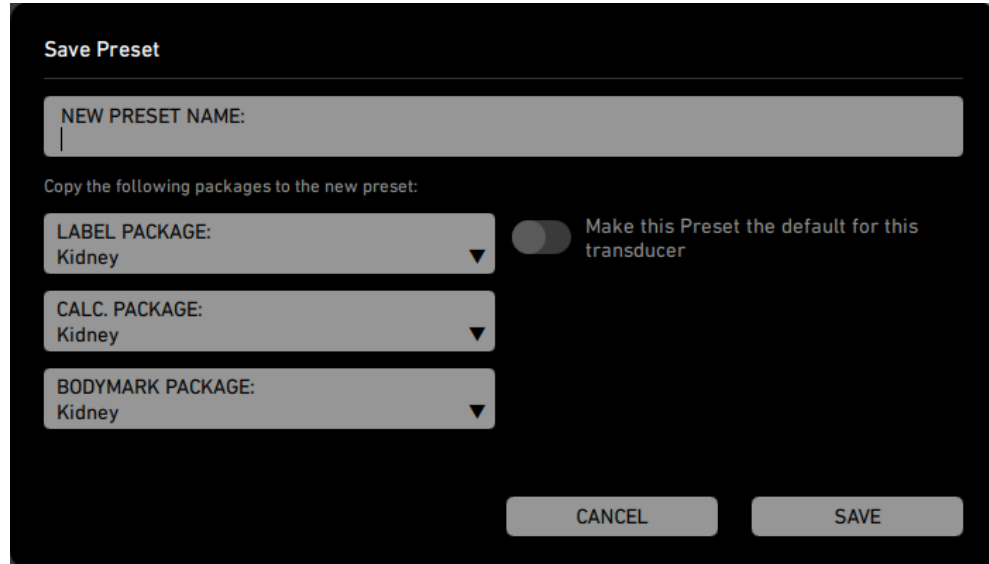 Save Preset
NEW PRESET NAME:
Copy the following packages to the new preset:
LABEL PACKAGE:
Kidney
Make this Preset the default for this
transducer
CALC. PACKAGE:
Kidney
BODYMARK PACKAGE:
Kidney
CANCEL
SAVE